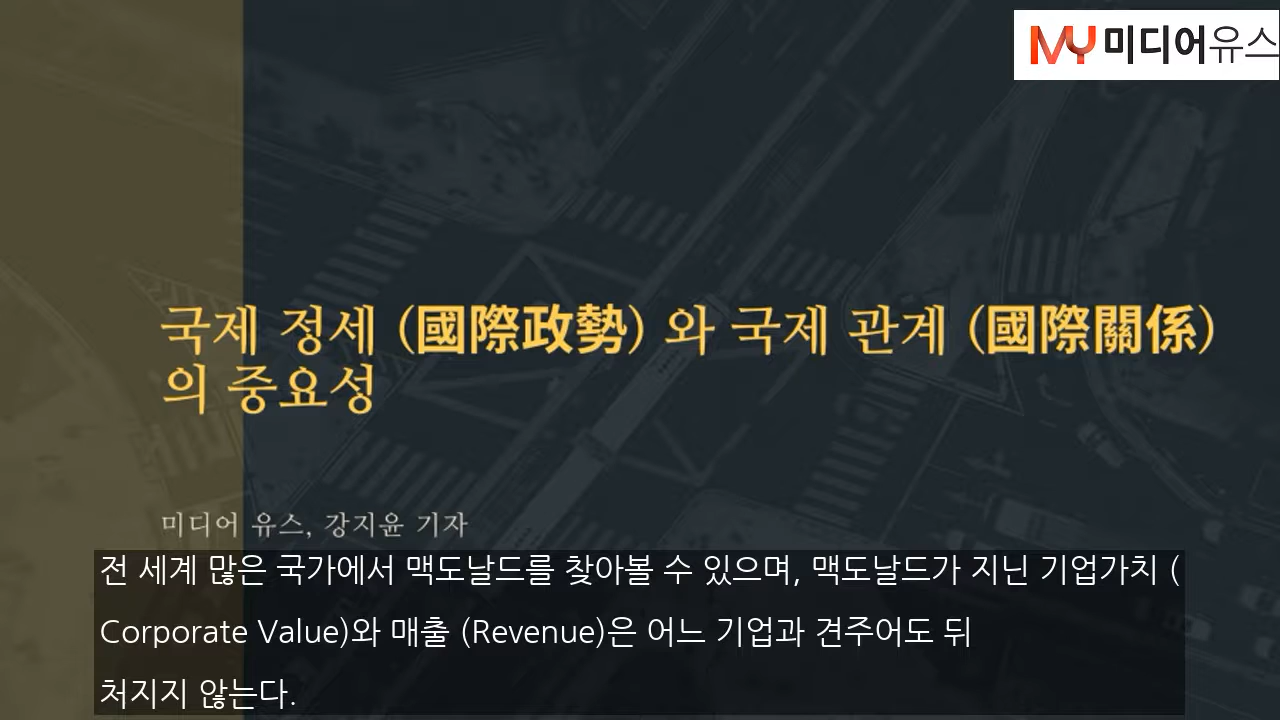 MY 미디어유스
국제 정세 (國際政勢) 와 국제 관계 (國際關係)
의 중요성
미디어 유스, 강지윤 기자
전 세계 많은 국가에서 맥도날드를 찾아볼 수 있으며, 맥도날드가 지닌 기업가치 (
Corporate Value)와 매출 (Revenue)은 어느 기업과 견주어도 뒤
처지지 않는다.